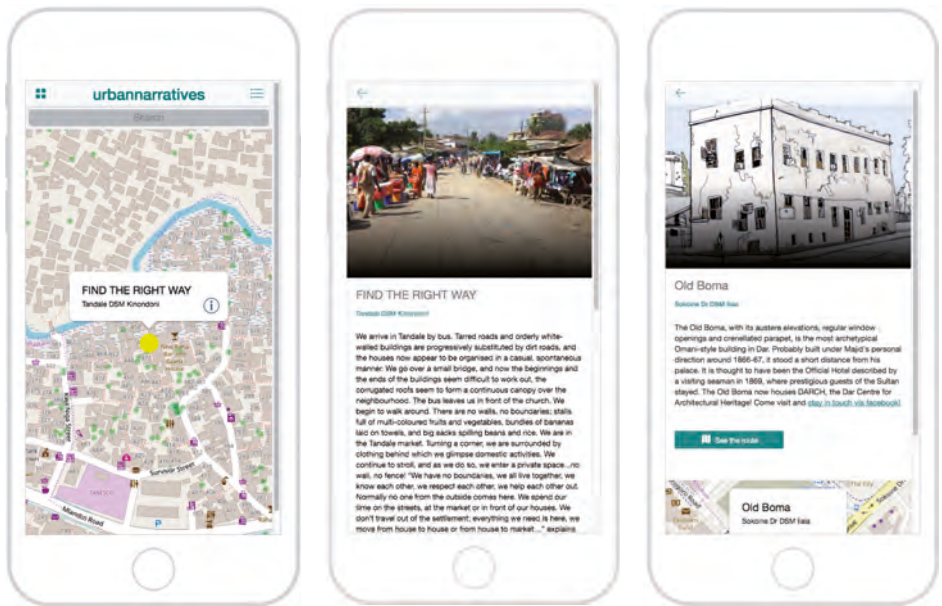 urbannarratives
Search
FIND THE RIGHT WAY
Tandale DSM Kinondoni
Survivor Street
TANESCO
Mlandizi Road
P
FIND THE RIGHT WAY
Tandale DSM Kinondoni
We arrive in Tandale by bus. Tarred roads and orderly white-
walled buildings are progressively substituted by dirt roads, and
the houses now appear to be organised in a casual, spontaneous
manner. We go over a small bridge, and now the beginnings and
the ends of the buildings seem difficult to work out, the
corrugated roofs seem to form a continuous canopy over the
neighbourhood. The bus leaves us in front of the church. We
begin to walk around. There are no walls, no boundaries; stalls
full of multi-coloured fruits and vegetables, bundles of bananas
laid on towels, and big sacks spilling beans and rice. We are in
the Tandale market. Turning a corner, we are surrounded by
clothing behind which we glimpse domestic activities. We
continue to stroll, and as we do so, we enter a private space...no
wall, no fence! "We have no boundaries, we all live together, we
know each other, we respect each other, we help each other out.
Normally no one from the outside comes here. We spend our
time on the streets, at the market or in front of our houses. We
don't travel out of the settlement; everything we need is here, we
move from house to house or from house to market..." explains
Old Boma
Sokoine Dr DSM Ilala
The Old Boma, with its austere elevations, regular window
openings and crenellated parapet, is the most archetypical
Omani-style building in Dar. Probably built under Majid's personal
direction around 1866-67, it stood a short distance from his
palace. It is thought to have been the Official Hotel described by
a visiting seaman in 1869, where prestigious guests of the Sultan
stayed. The Old Boma now houses DARCH, the Dar Centre for
Architectural Heritage! Come visit and stay in touch via facebook!
See the route
Old Boma
Sokoine Dr DSM Ilala
Sokoine Dr